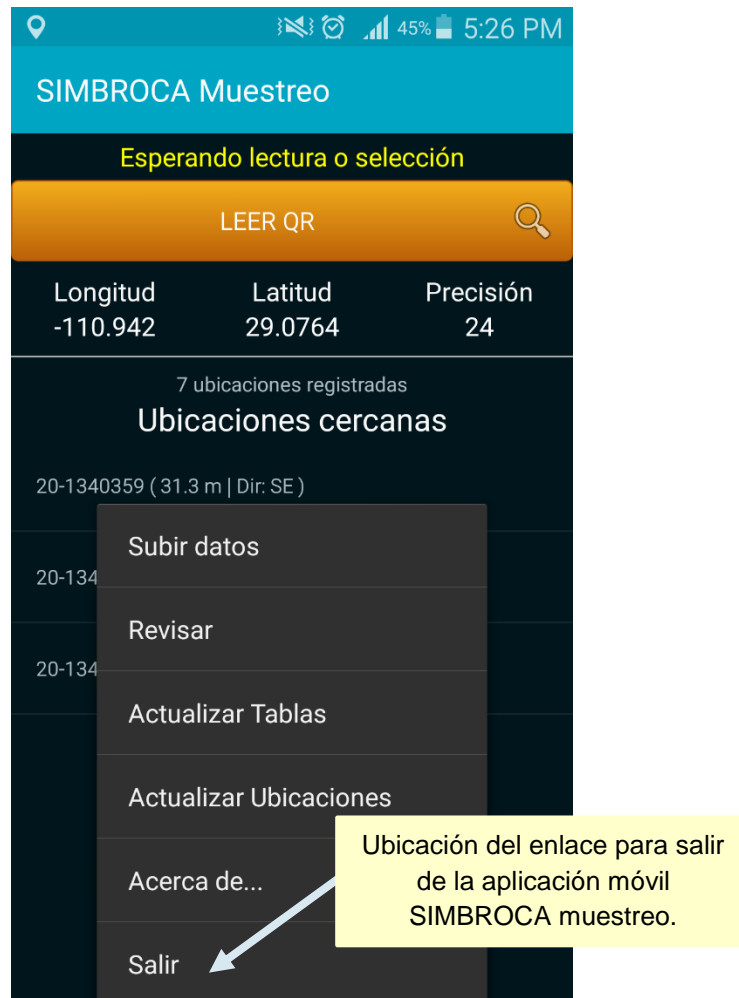 45% 5:26 PM
SIMBROCA Muestreo
Esperando lectura o selección
LEER QR
Longitud Latitud Precisión
-110.942 29.0764 24
7 ubicaciones registradas
Ubicaciones cercanas
20-1340359 ( 31.3 m | Dir: SE )
Subir datos
20-134
Revisar
20-134
Actualizar Tablas
Actualizar Ubicaciones
Ubicación del enlace para salir
de la aplicación móvil
SIMBROCA muestreo.
Acerca de...
Salir